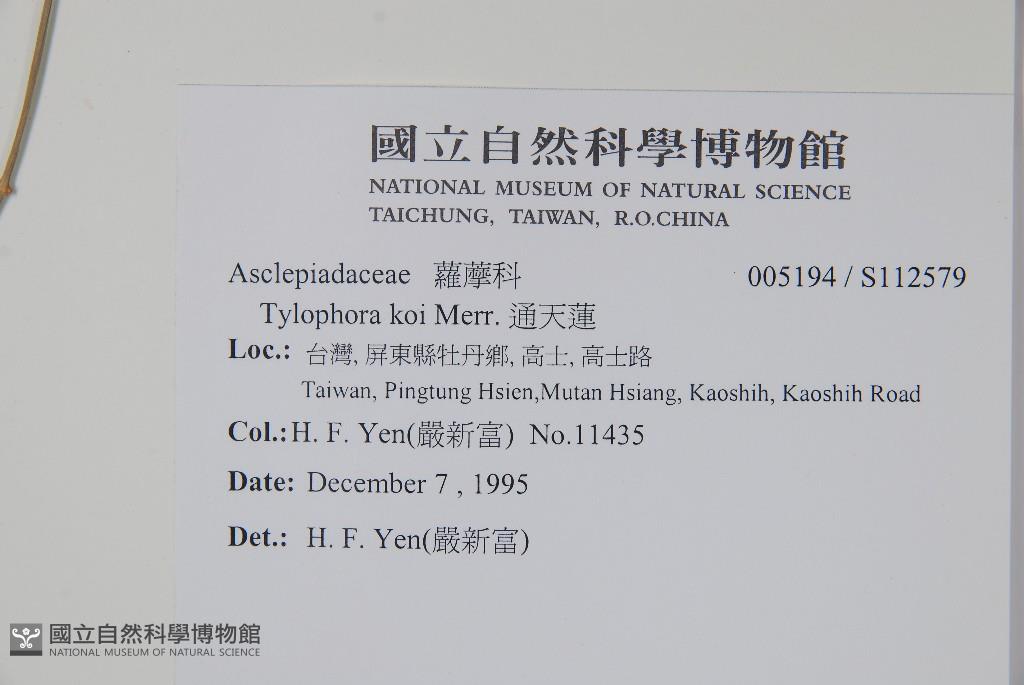 國立自然科學博物館
NATIONAL MUSEUM OF NATURAL SCIENCE
TAICHUNG, TAIWAN, R.O.CHINA
Asclepiadaceae 蘿藦科 005194 / S112579
Tylophora koi Merr. 通天蓮
Loc.: 台灣, 屏東縣牡丹鄉, 高士, 高士路
Taiwan, Pingtung Hsien,Mutan Hsiang, Kaoshih, Kaoshih Road
Col.: H. F. Yen(嚴新富) No.11435
Date: December 7 , 1995
Det.: H. F. Yen(嚴新富)
國立自然科學博物館
NATIONAL MUSEUM OF NATURAL SCIENCE